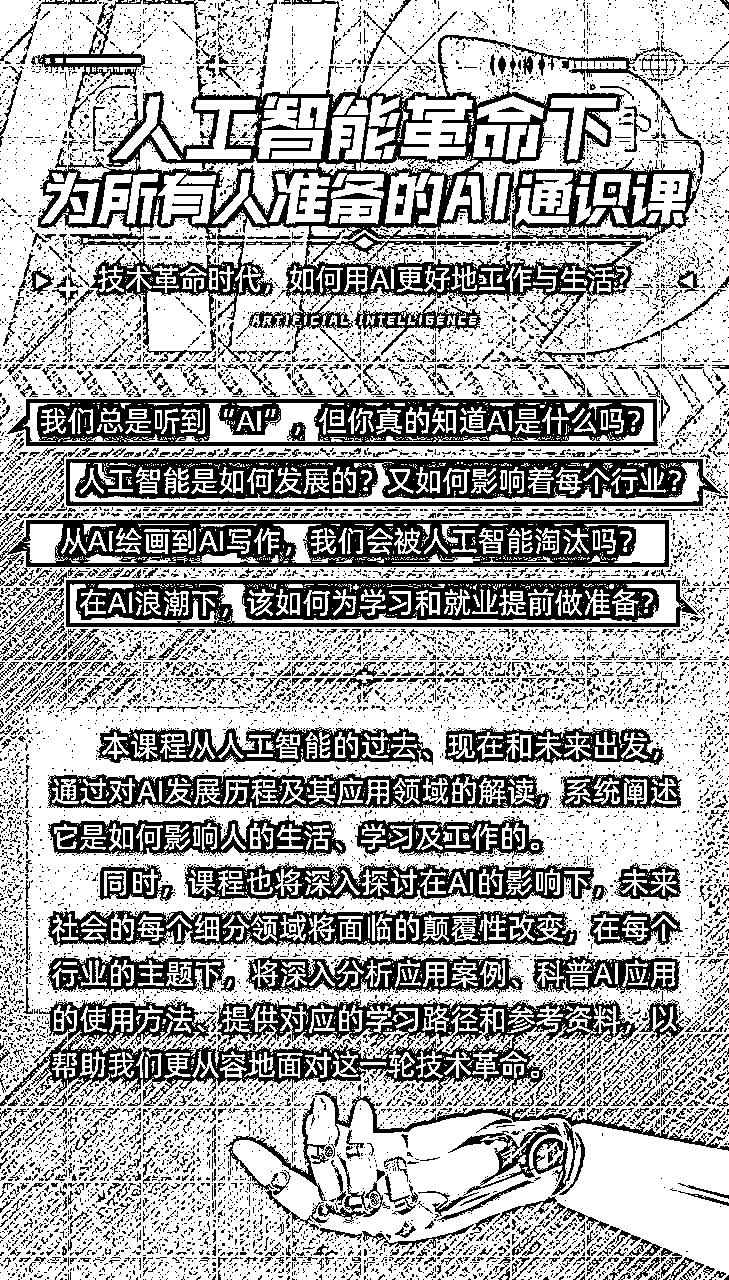 人工智能革命下
为所有人准备的AI通识课
技术革命时代，如何用AI更好地工作与生活？
ARTIFICIAL INTELLIGENCE
我们总是听到“AI”，但你真的知道AI是什么吗？
人工智能是如何发展的？又如何影响着每个行业？
从AI绘画到AI写作，我们会被人工智能淘汰吗？
在AI浪潮下，该如何为学习和就业提前做准备？
本课程从人工智能的过去、现在和未来出发，
通过对AI发展历程及其应用领域的解读，系统阐述
它是如何影响人的生活、学习及工作的。
同时，课程也将深入探讨在AI的影响下，未来
社会的每个细分领域将面临的颠覆性改变，在每个
行业的主题下，将深入分析应用案例、科普AI应用
的使用方法、提供对应的学习路径和参考资料，以
帮助我们更从容地面对这一轮技术革命。